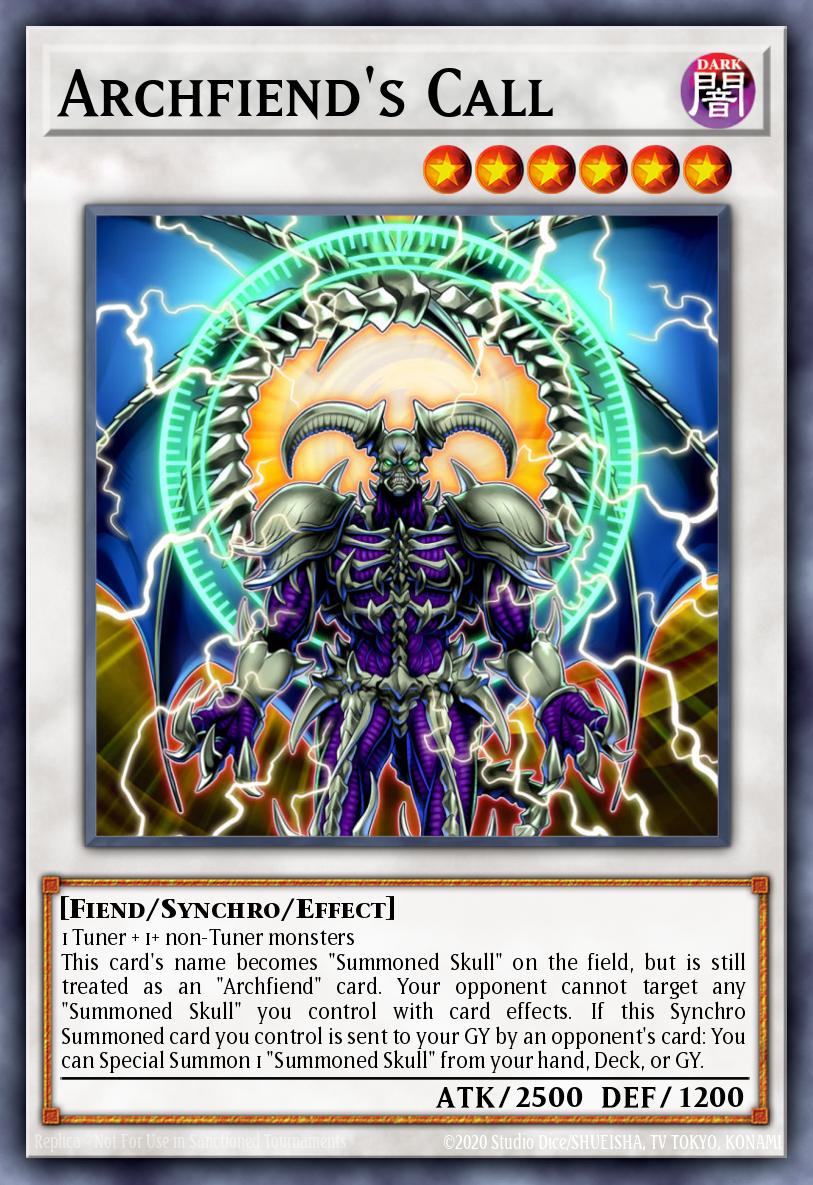 Archfiend's Call
DARK
闇
[Fiend/Synchro/Effect]
1 Tuner + 1+ non-Tuner monsters
This card's name becomes "Summoned Skull" on the field, but is still
treated as an "Archfiend" card. Your opponent cannot target any
"Summoned Skull" you control with card effects. If this Synchro
Summoned card you control is sent to your GY by an opponent's card: You
can Special Summon 1 "Summoned Skull" from your hand, Deck, or GY.
ATK/2500 DEF/1200
Replica - Not For Use in Sanctioned Tournaments
©2020 Studio Dice/SHUEISHA, TV TOKYO, KONAMI